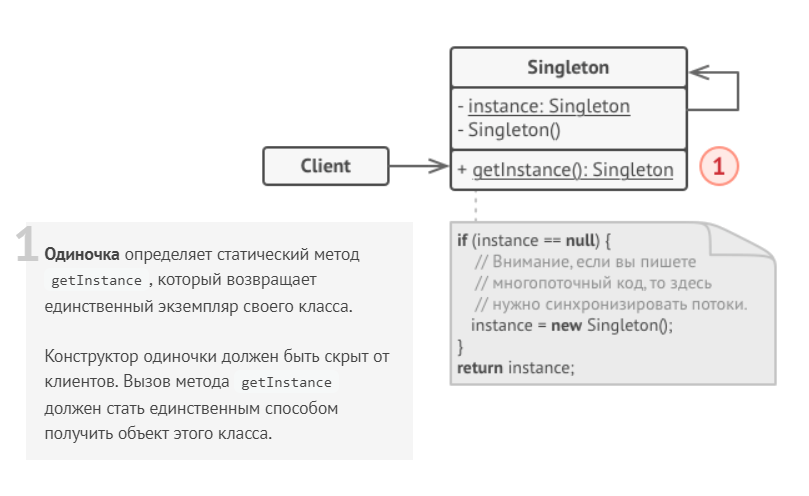 Singleton
- instance: Singleton
- Singleton()
Client
+ getInstance(): Singleton
1
1
Одиночка определяет статический метод
getInstance , который возвращает
единственный экземпляр своего класса.
Конструктор одиночки должен быть скрыт от
клиентов. Вызов метода getInstance
должен стать единственным способом
получить объект этого класса.
if (instance == null) {
// Внимание, если вы пишете
// многопоточный код, то здесь
// нужно синхронизировать потоки.
instance = new Singleton();
}
return instance;